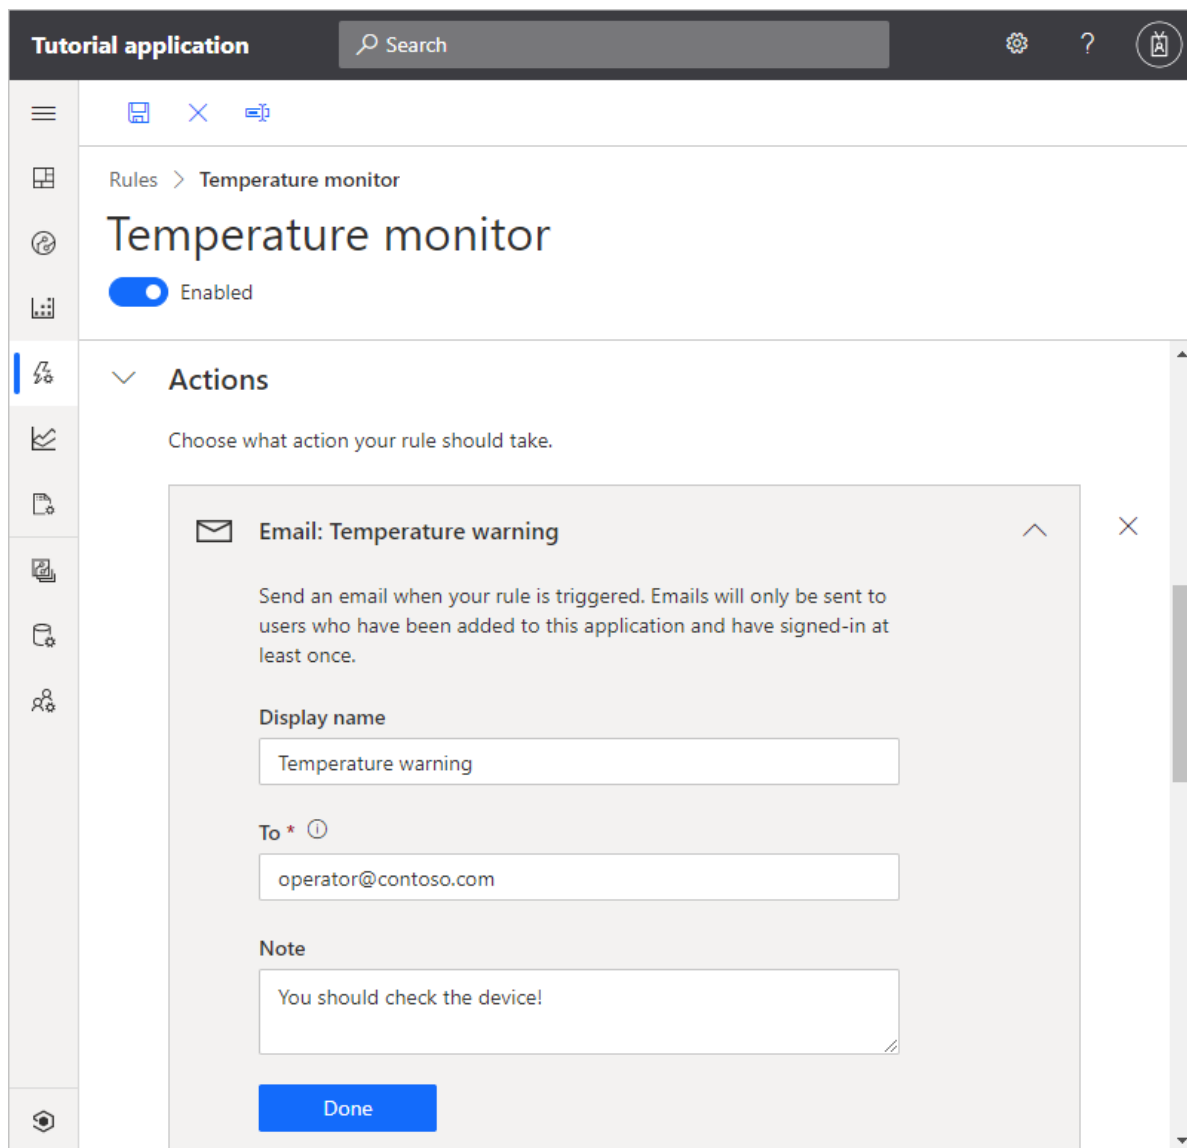 Tutorial application
Search
?
Rules > Temperature monitor
Temperature monitor
Enabled
Actions
Choose what action your rule should take.
Email: Temperature warning
Send an email when your rule is triggered. Emails will only be sent to
users who have been added to this application and have signed-in at
least once.
Display name
Temperature warning
To *
operator@contoso.com
Note
You should check the device!
Done